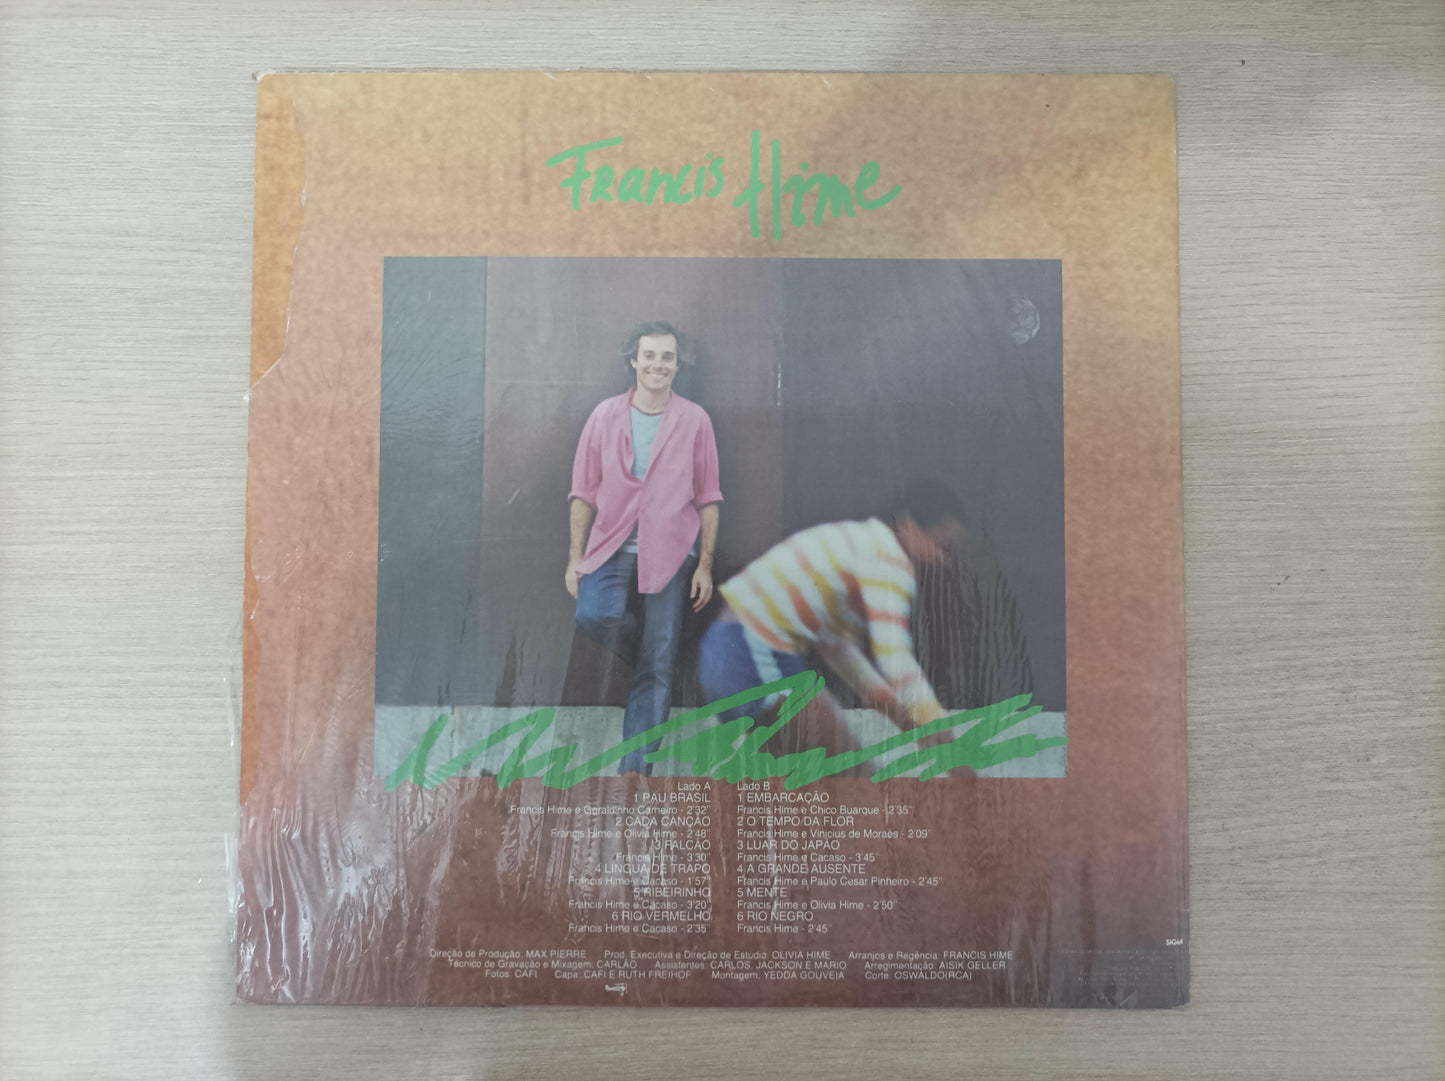 Francis Hime
Lado A
1 PAU BRASIL
Francis Hime e Geraldinho Carneiro - 2'32"
2 CADA CANÇÃO
Francis Hime e Olivia Hime - 2'48"
3 FALCÃO
Francis Hime - 3'30"
4 LINGUA DE TRAPO
Francis Hime e Cacaso - 1'57"
5 RIBEIRINHO
Francis Hime e Cacaso - 3'20"
6 RIO VERMELHO
Francis Hime e Cacaso - 2'35"
Lado B
1 EMBARCAÇÃO
Francis Hime e Chico Buarque - 2'35"
2 O TEMPO DA FLOR
Francis Hime e Vinicius de Moraes - 2'09"
3 LUAR DO JAPÃO
Francis Hime e Cacaso - 3'45"
4 A GRANDE AUSENTE
Francis Hime e Paulo Cesar Pinheiro - 2'45"
5 MENTE
Francis Hime e Olivia Hime - 2'50"
6 RIO NEGRO
Francis Hime - 2'45"
Direção de Produção: MAX PIERRE Prod. Executiva e Direção de Estudio: OLIVIA HIME Arranjos e Regência: FRANCIS HIME
Técnico de Gravação e Mixagem: CARLÃO Assistentes: CARLOS, JACKSON E MARIO Arregimentação: AISIK GELLER
Fotos: CAFI Capa: CAFI E RUTH FREIHOF Montagem: YEDDA GOUVEIA Corte: OSWALDO(RCA)
SIGM